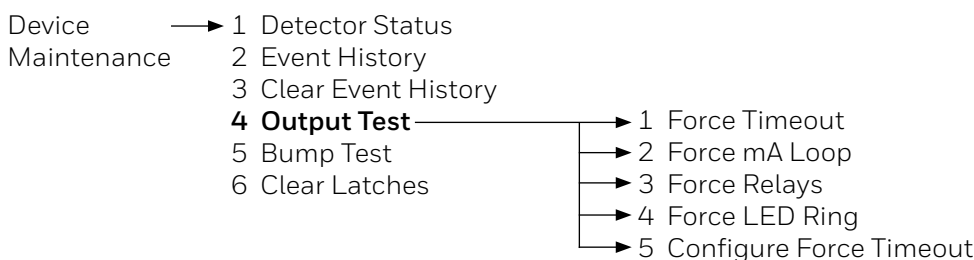 Device
Maintenance
1 Detector Status
2 Event History
3 Clear Event History
4 Output Test
5 Bump Test
6 Clear Latches
1 Force Timeout
2 Force mA Loop
3 Force Relays
4 Force LED Ring
5 Configure Force Timeout